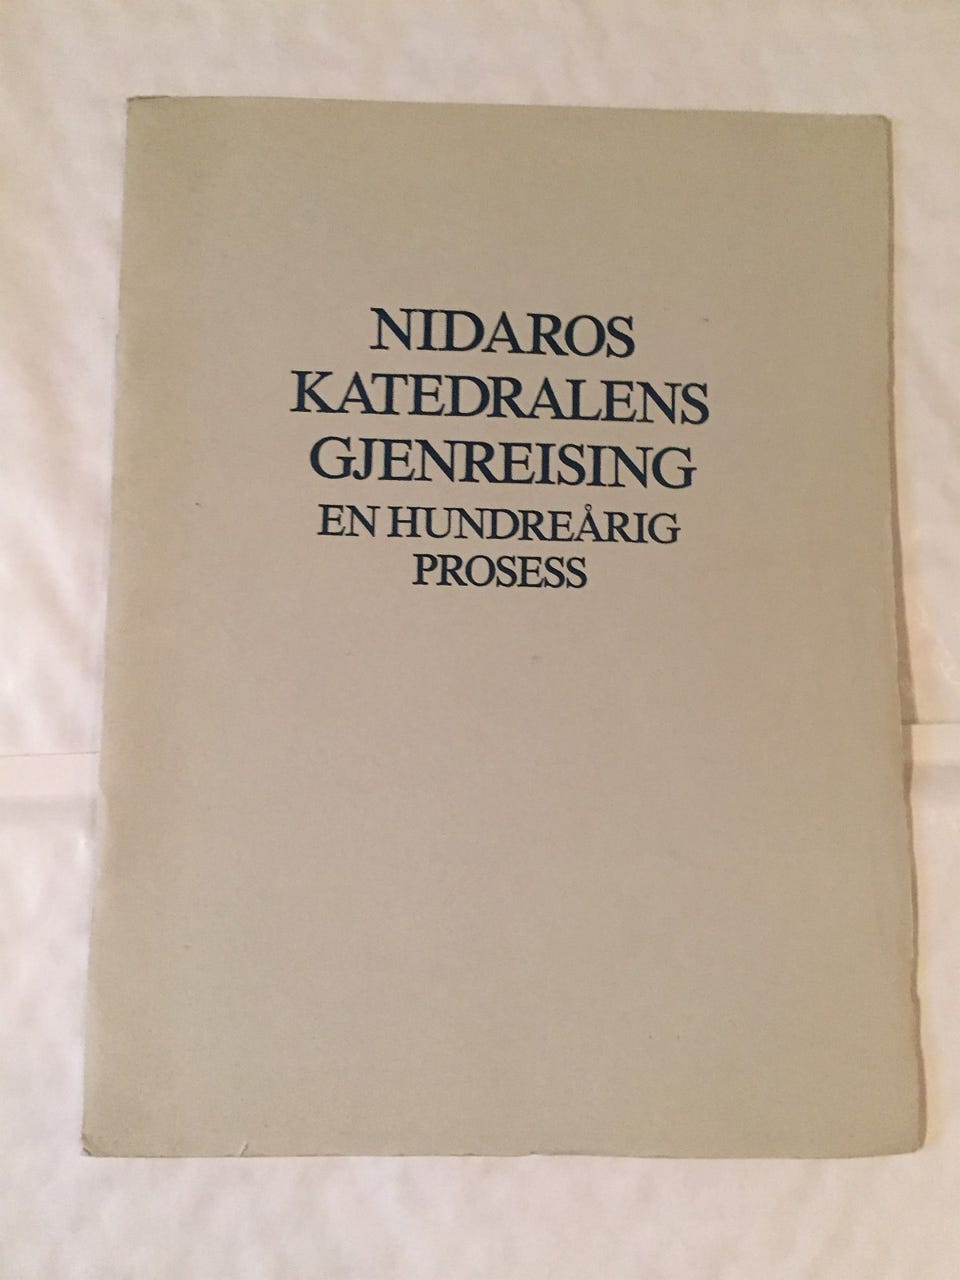 NIDAROS
KATEDRALENS
GJENREISING
EN HUNDREÅRIG
PROSESS